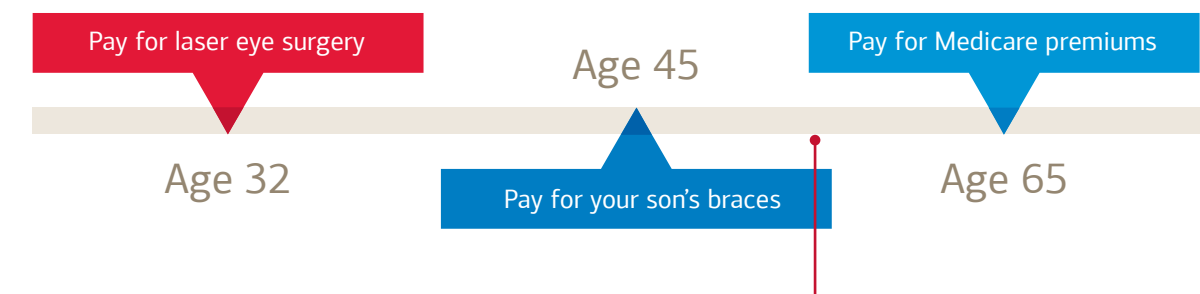 Pay for laser eye surgery
Age 32
Age 45
Pay for your son’s braces
Pay for Medicare premiums
Age 65